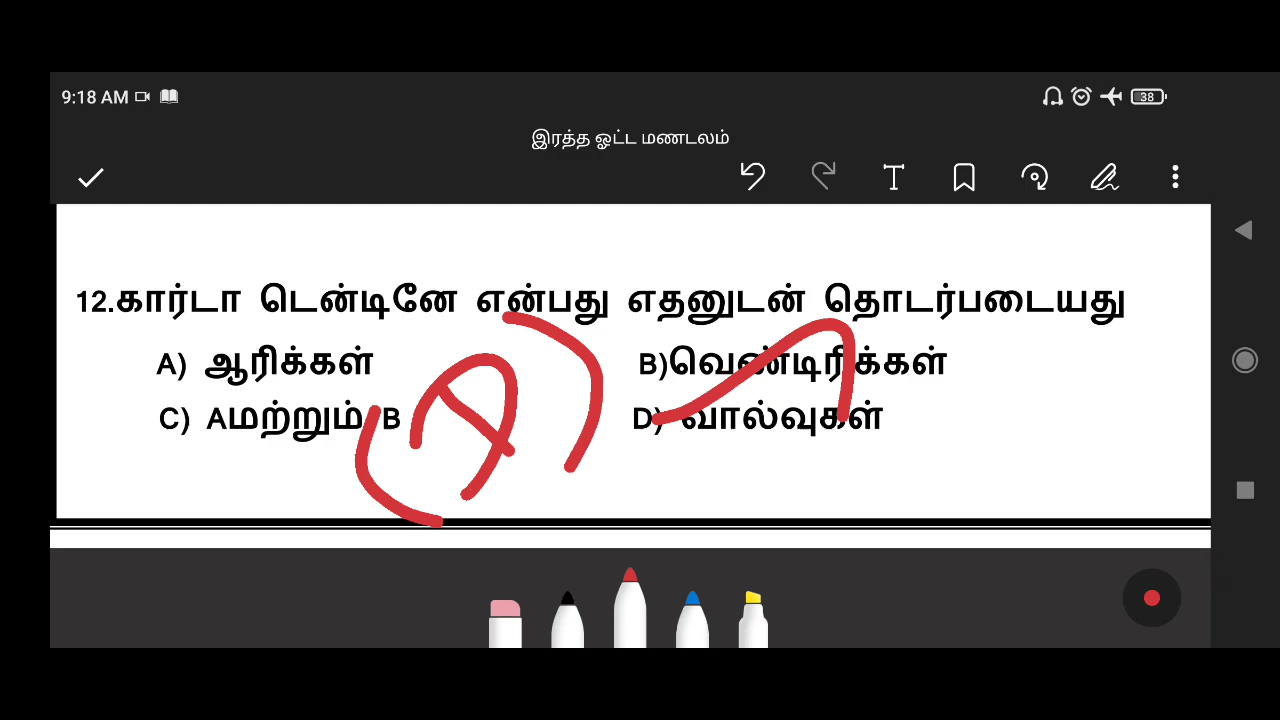 9:18 AM 38
இரத்த ஓட்ட மணடலம்
12.கார்டா டென்டினே என்பது எதனுடன் தொடர்படையது
A) ஆரிக்கள் B)வெண்டிரிக்கள்
C) Aமற்றும் B D) வால்வுகள்
(A)